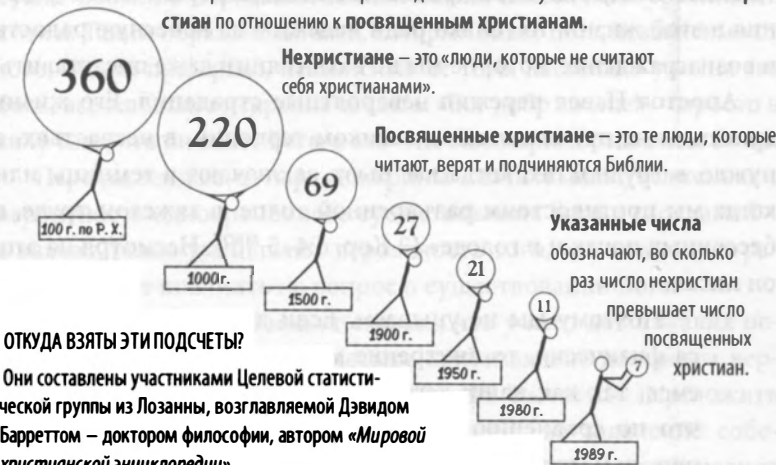 стиан по отношению к посвященным христианам.
Нехристиане – это «люди, которые не считают
себя христианами».
Посвященные христиане – это те люди, которые
читают, верят и подчиняются Библии.
Указанные числа
обозначают, во сколько
раз число нехристиан
превышает число
посвященных
христиан.
360
100 г. по Р. Х.
220
1000г.
69
1500 г.
27
1900 г.
21
1950 г.
11
1980 г.
7
1989 г.
ОТКУДА ВЗЯТЫ ЭТИ ПОДСЧЕТЫ?
Они составлены участниками Целевой статисти-
ческой группы из Лозанны, возглавляемой Дэвидом
Барреттом – доктором философии, автором «Мировой
христианской энциклопедии».